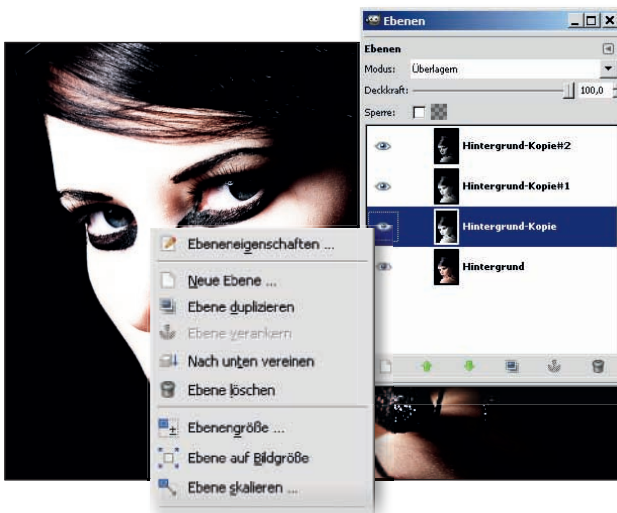 Ebenen
Ebenen
Modus: Überlagern
Deckkraft: 100,0
Sperre:
Hintergrund-Kopie#2
Hintergrund-Kopie#1
Hintergrund-Kopie
Hintergrund
Ebeneneigenschaften ...
Neue Ebene ...
Ebene duplizieren
Ebene verankern
Nach unten vereinen
Ebene löschen
Ebenengröße ...
Ebene auf Bildgröße
Ebene skalieren ...